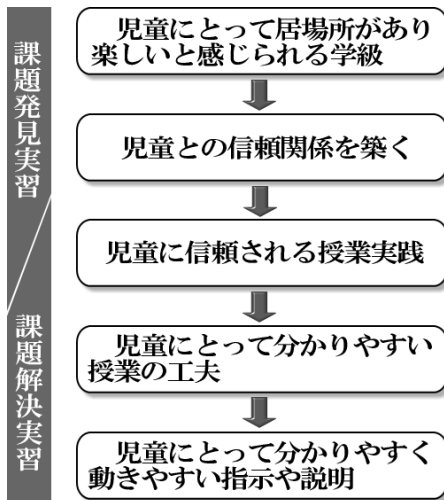 課題発見実習
課題解決実習
児童にとって居場所があり
楽しいと感じられる学級
児童との信頼関係を築く
児童に信頼される授業実践
児童にとって分かりやすい
授業の工夫
児童にとって分かりやすく
動きやすい指示や説明